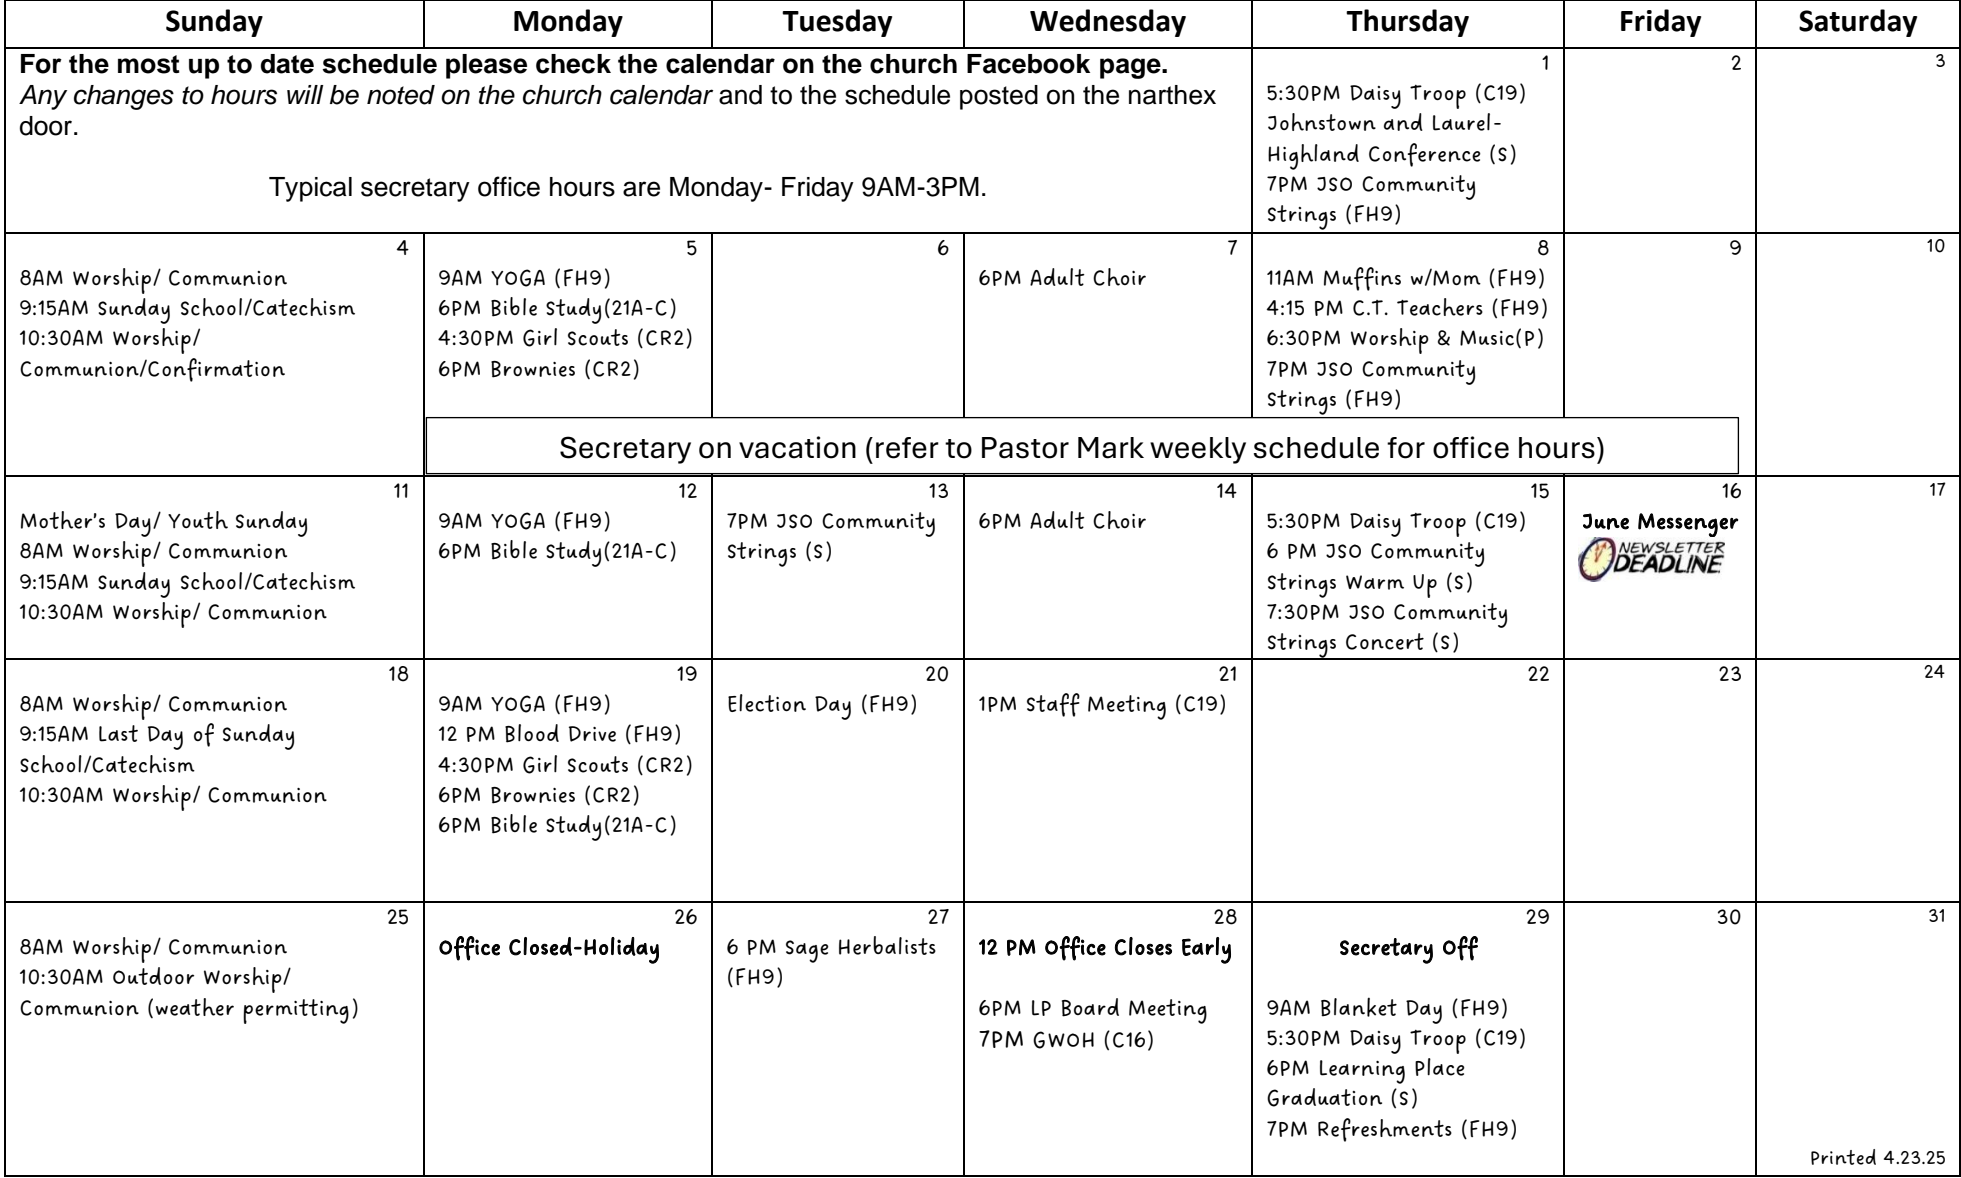 Sunday Monday Tuesday Wednesday Thursday Friday Saturday
For the most up to date schedule please check the calendar on the church Facebook page.
Any changes to hours will be noted on the church calendar and to the schedule posted on the narthex
door.
Typical secretary office hours are Monday- Friday 9AM-3PM.
1
5:30PM Daisy Troop (C19)
Johnstown and Laurel-
Highland Conference (S)
7PM JSO Community
Strings (FH9)
2
3
4
8AM Worship/ Communion
9:15AM Sunday School/Catechism
10:30AM Worship/
Communion/Confirmation
5
9AM YOGA (FH9)
6PM Bible Study(21A-C)
4:30PM Girl Scouts (CR2)
6PM Brownies (CR2)
6
7
6PM Adult Choir
8
11AM Muffins w/Mom (FH9)
4:15 PM C.T. Teachers (FH9)
6:30PM Worship & Music(P)
7PM JSO Community
Strings (FH9)
9
10
Secretary on vacation (refer to Pastor Mark weekly schedule for office hours)
11
Mother's Day/ Youth Sunday
8AM Worship/ Communion
9:15AM Sunday School/Catechism
10:30AM Worship/ Communion
12
9AM YOGA (FH9)
6PM Bible Study(21A-C)
13
7PM JSO Community
Strings (S)
14
6PM Adult Choir
15
5:30PM Daisy Troop (C19)
6 PM JSO Community
Strings Warm Up (S)
7:30PM JSO Community
Strings Concert (S)
16
June Messenger
NEWSLETTER
DEADLINE
17
18
8AM Worship/ Communion
9:15AM Last Day of Sunday
School/Catechism
10:30AM Worship/ Communion
19
9AM YOGA (FH9)
12 PM Blood Drive (FH9)
4:30PM Girl Scouts (CR2)
6PM Brownies (CR2)
6PM Bible Study(21A-C)
20
Election Day (FH9)
21
1PM Staff Meeting (C19)
22
23
24
25
8AM Worship/ Communion
10:30AM Outdoor Worship/
Communion (weather permitting)
26
Office Closed-Holiday
27
6 PM Sage Herbalists
(FH9)
28
12 PM Office Closes Early
6PM LP Board Meeting
7PM GWOH (C16)
29
Secretary Off
9AM Blanket Day (FH9)
5:30PM Daisy Troop (C19)
6PM Learning Place
Graduation (S)
7PM Refreshments (FH9)
30
31
Printed 4.23.25